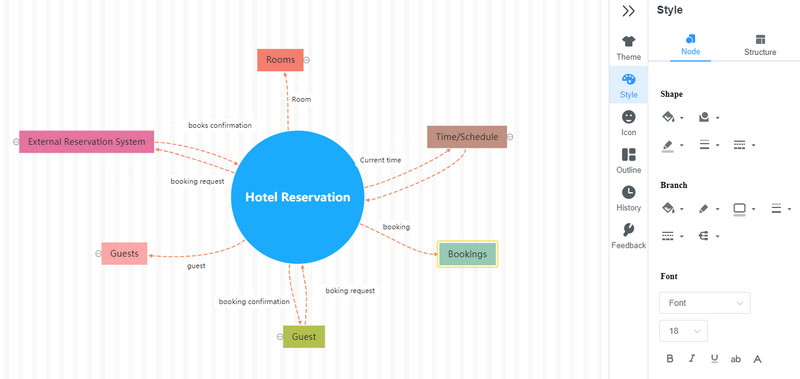 Rooms
Room
books confirmation
External Reservation System
booking request
Time/Schedule
Current time
Hotel Reservation
booking
Bookings
Guests
guest
booking confirmation
boking request
Guest
Theme
Style
Icon
Outline
History
Feedback
Style
Node
Structure
Shape
Branch
Font
Font
18
B I U ab A